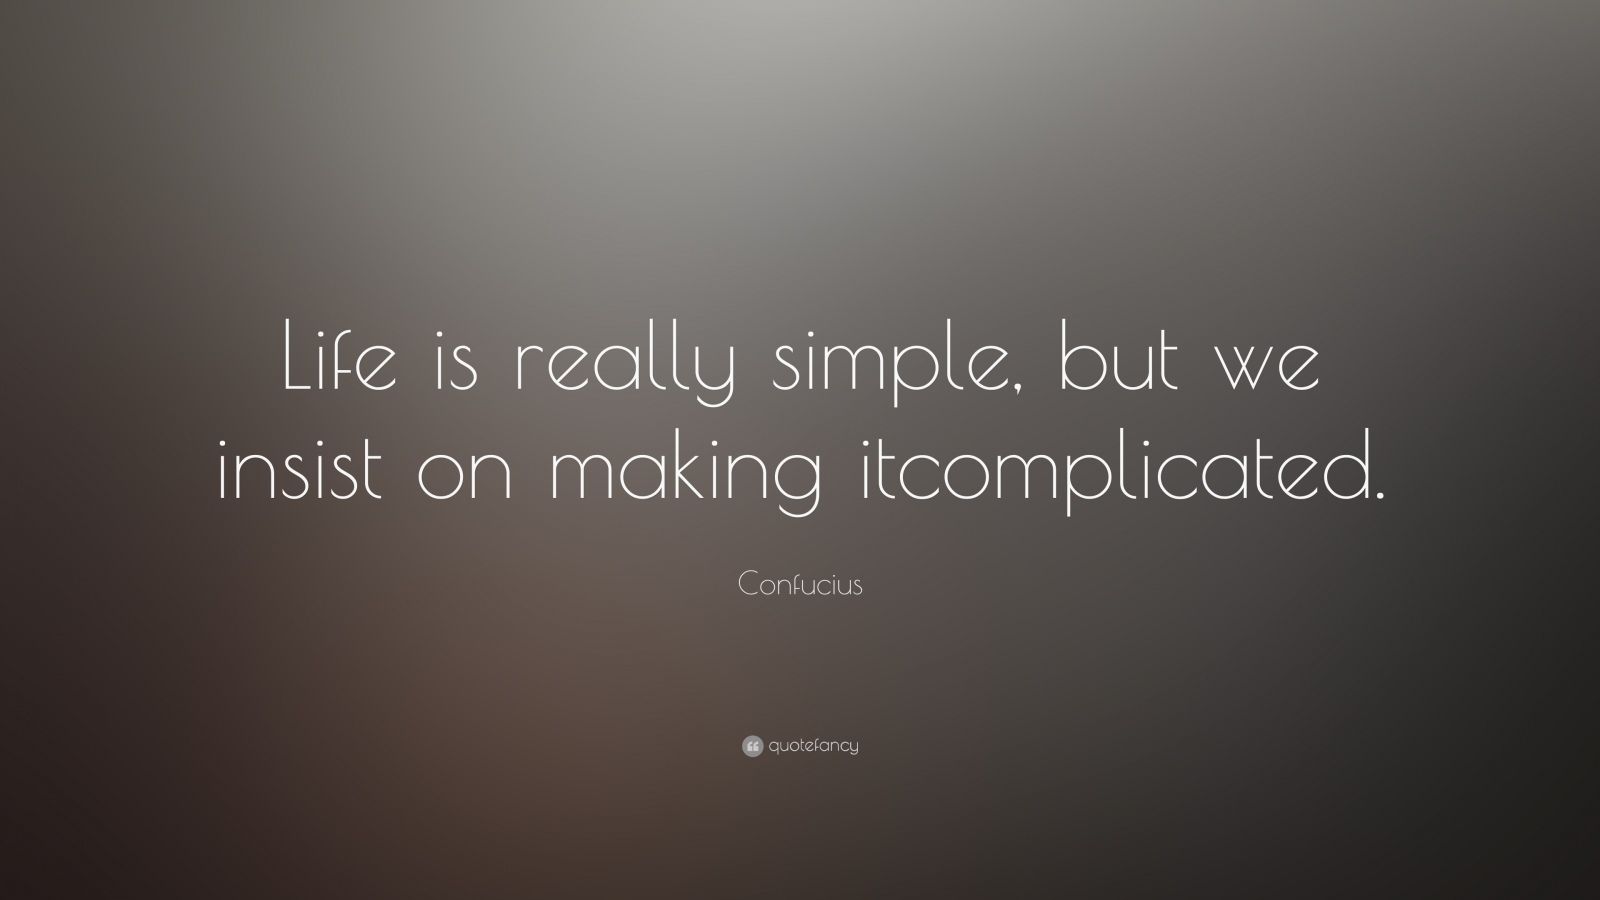 Life is really simple, but we
insist on making itcomplicated.
Confucius
quotefancy